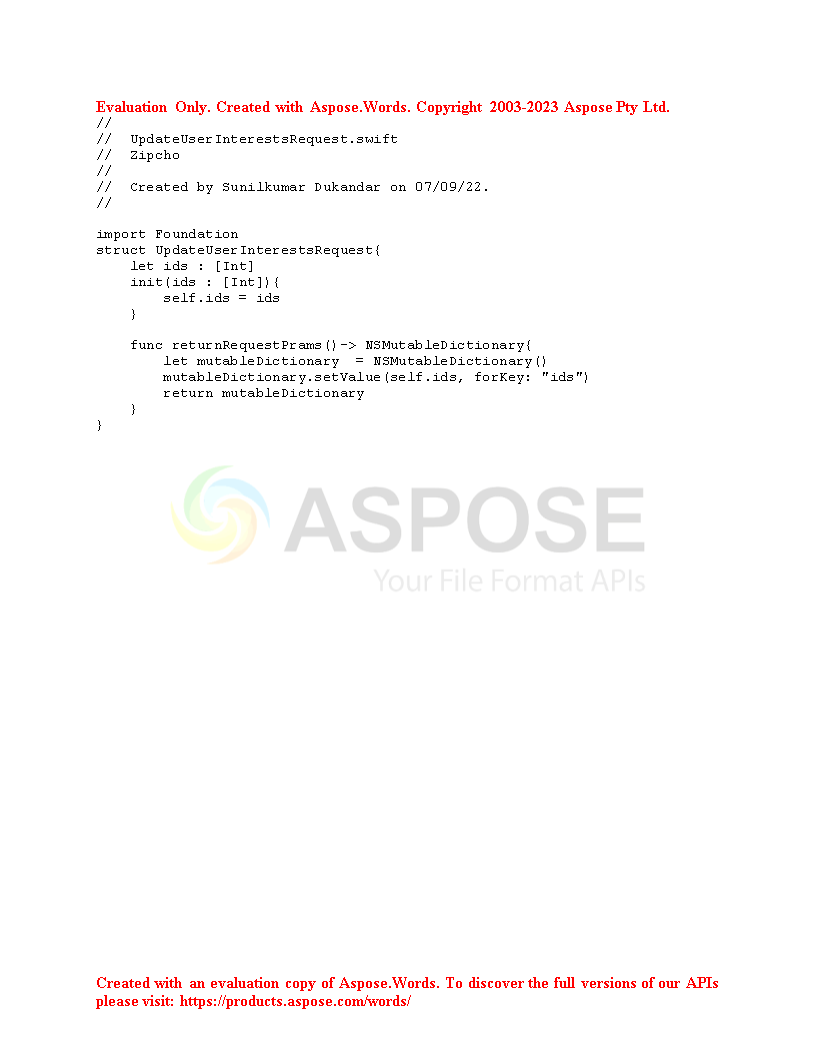 Evaluation Only. Created with Aspose.Words. Copyright 2003-2023 Aspose Pty Ltd.
//
//  UpdateUserInterestsRequest.swift
//  Zipcho
//
//  Created by Sunilkumar Dukandar on 07/09/22.
//
import Foundation
struct UpdateUserInterestsRequest{
    let ids : [Int]
    init(ids : [Int]){
        self.ids = ids
    }
    func returnRequestPrams()-> NSMutableDictionary{
        let mutableDictionary  = NSMutableDictionary()
        mutableDictionary.setValue(self.ids, forKey: "ids")
        return mutableDictionary
    }
}
ASPOSE
Your File Format APIs
Created with an evaluation copy of Aspose.Words. To discover the full versions of our APIs
please visit: https://products.aspose.com/words/